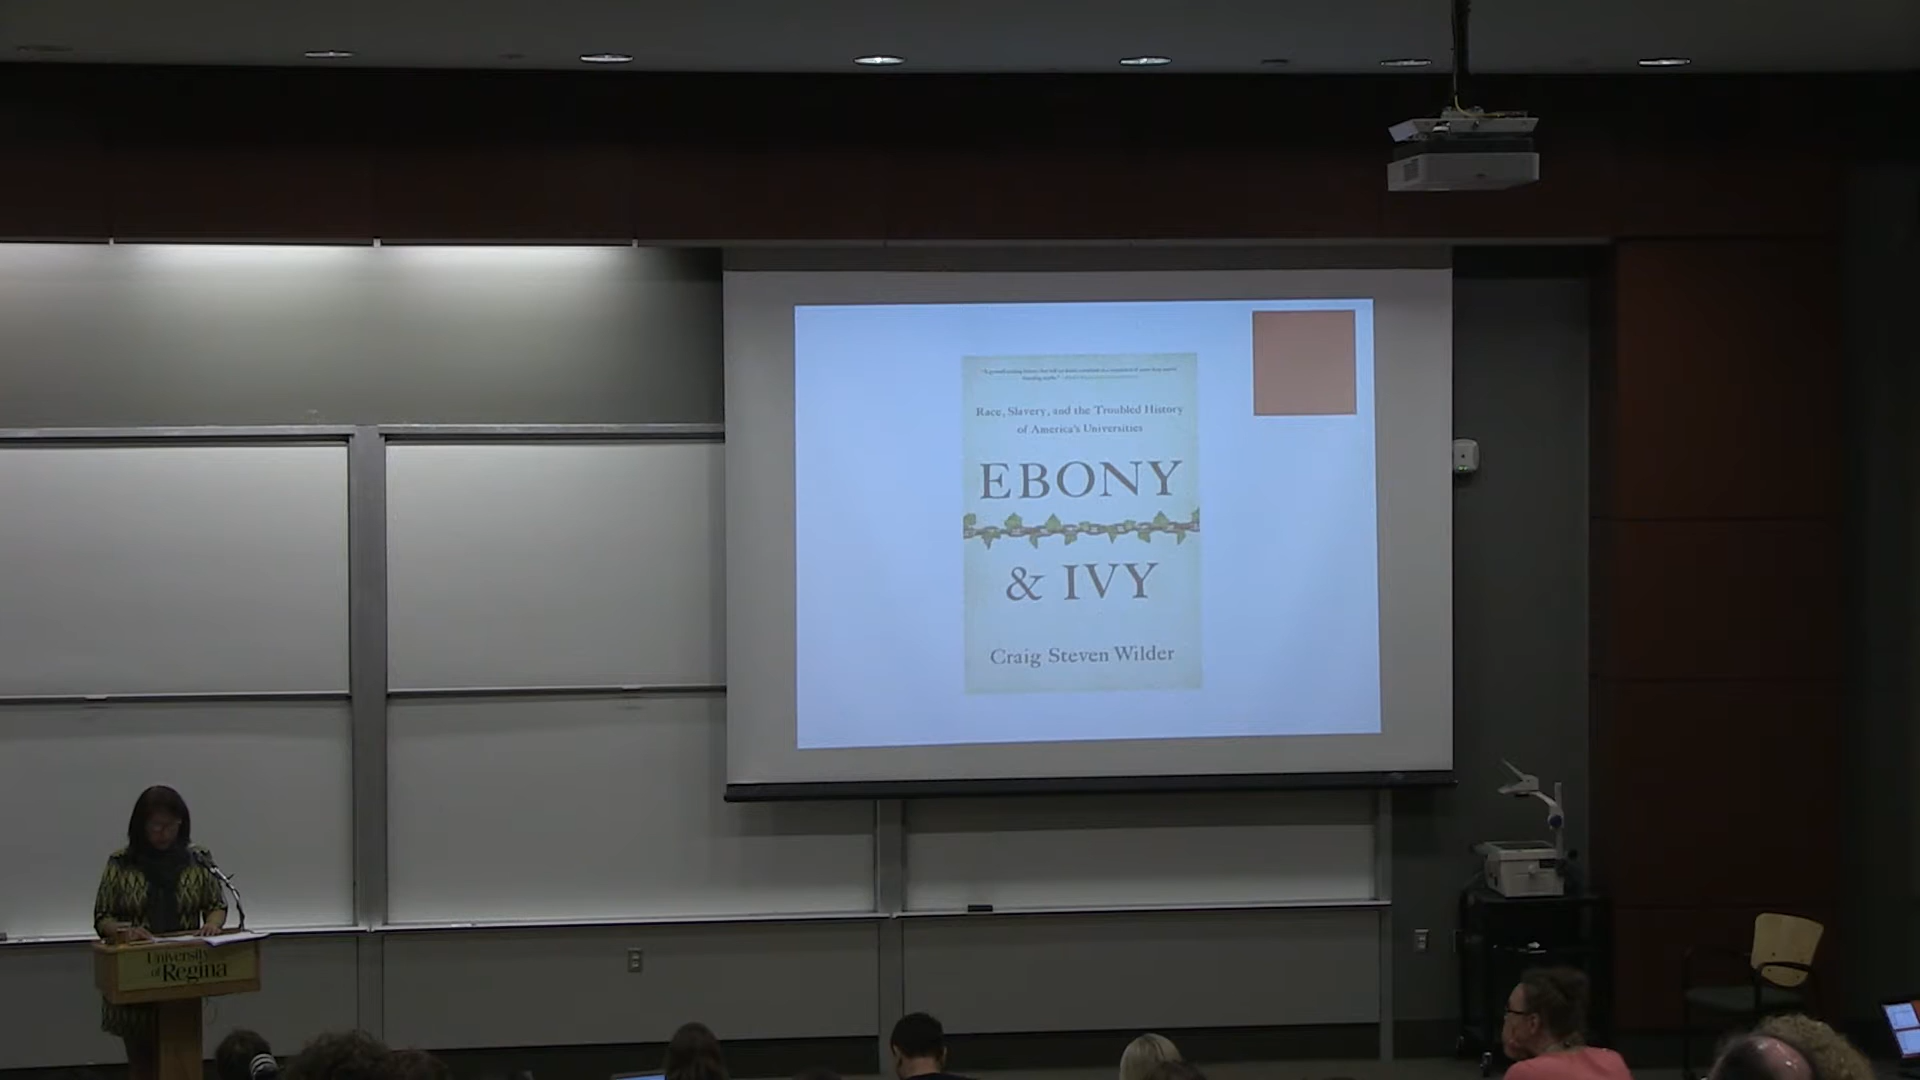 Race, Slavery, and the Troubled History
of America's Universities
EBONY
& IVY
Craig Steven Wilder
University
of Regina